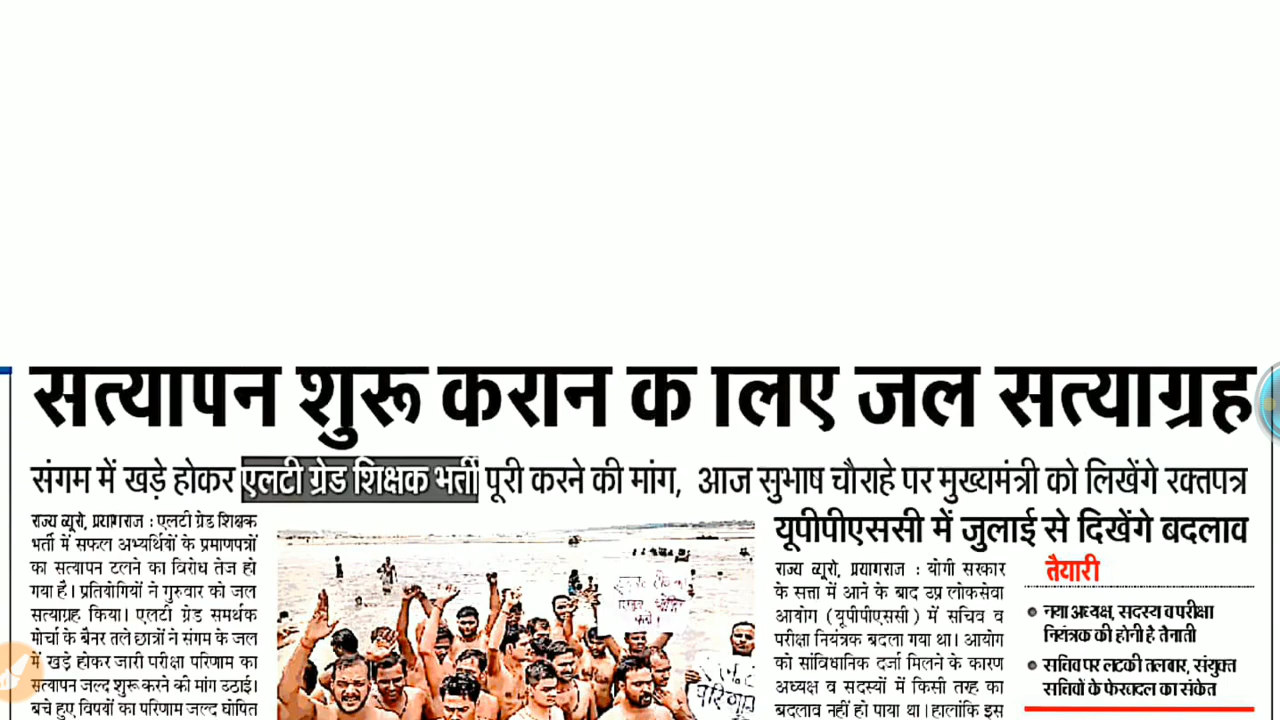 सत्यापन शुरू कराने के लिए जल सत्याग्रह
संगम में खड़े होकर एलटी ग्रेड शिक्षक भर्ती पूरी करने की मांग, आज सुभाष चौराहे पर मुख्यमंत्री को लिखेंगे रक्तपत्र
राज्य ब्यूरो, प्रयागराज : एलटी ग्रेड शिक्षक
भर्ती में सफल अभ्यर्थियों के प्रमाणपत्रों
का सत्यापन टलने का विरोध तेज हो
गया है। प्रतियोगियों ने गुरुवार को जल
सत्याग्रह किया। एलटी ग्रेड समर्थक
मोर्चा के बैनर तले छात्रों ने संगम के जल
में खड़े होकर जारी परीक्षा परिणाम का
सत्यापन जल्द शुरू करने की मांग उठाई।
बचे हुए विषयों का परिणाम जल्द घोषित
यूपीपीएससी में जुलाई से दिखेंगे बदलाव
राज्य ब्यूरो, प्रयागराज : योगी सरकार
के सत्ता में आने के बाद उप्र लोकसेवा
आयोग (यूपीपीएससी) में सचिव व
परीक्षा नियंत्रक बदला गया था। आयोग
को सांविधानिक दर्जा मिलने के कारण
अध्यक्ष व सदस्यों में किसी तरह का
बदलाव नहीं हो पाया था। हालांकि इस
तैयारी
नया अध्यक्ष, सदस्य व परीक्षा
नियंत्रक की होनी है तैनाती
सचिव पर लटकी तलवार, संयुक्त
सचिवों के फेरबदल का संकेत